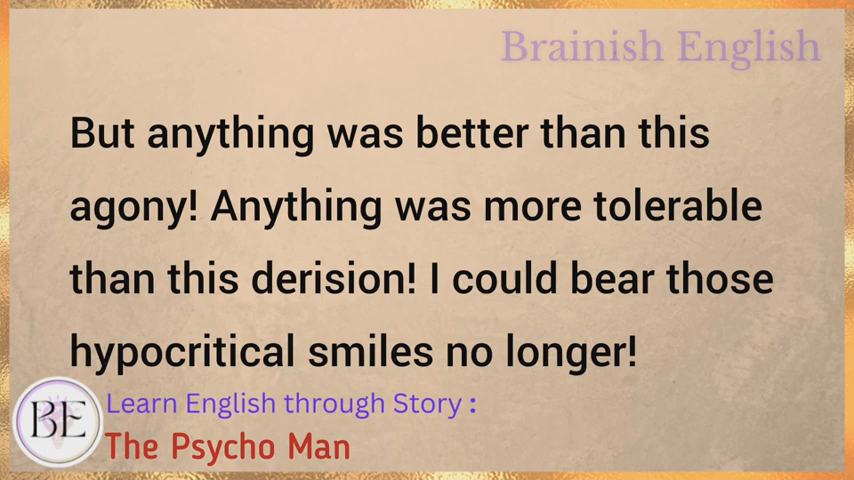 Brainish English
But anything was better than this
agony! Anything was more tolerable
than this derision! I could bear those
hypocritical smiles no longer!
BE
Learn English through Story :
The Psycho Man